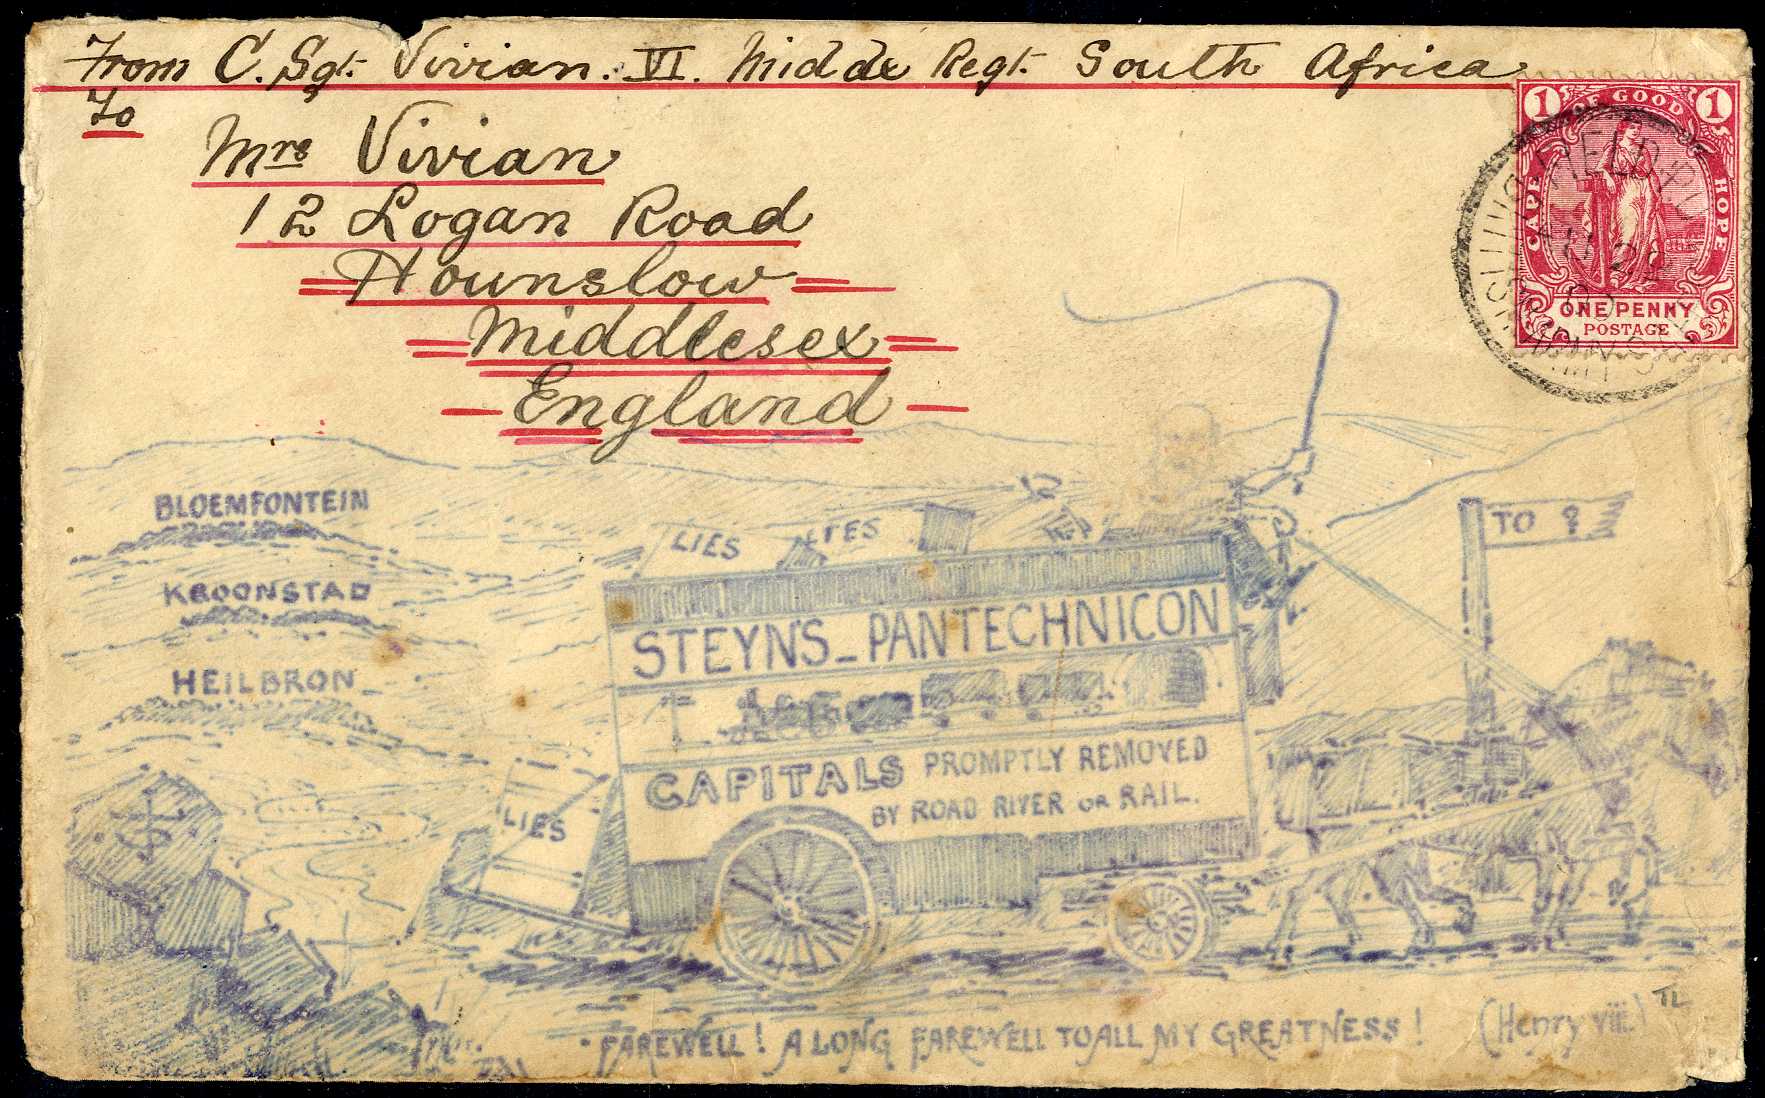 From C. Sgt. Vivian. VI. Middx Regt. South Africa
To
Mrs Vivian
12 Logan Road
Hounslow
Middlesex
England
1 OF GOOD 1
CAPE
HOPE
ONE PENNY
POSTAGE
BLOEMFONTEIN
KROONSTAD
HEILBRON
LIES LIES
TO ?
STEYN'S_PANTECHNICON
CAPITALS PROMPTLY REMOVED
BY ROAD RIVER OR RAIL.
LIES
FAREWELL! A LONG FAREWELL TO ALL MY GREATNESS! (Henry viii.)
TL